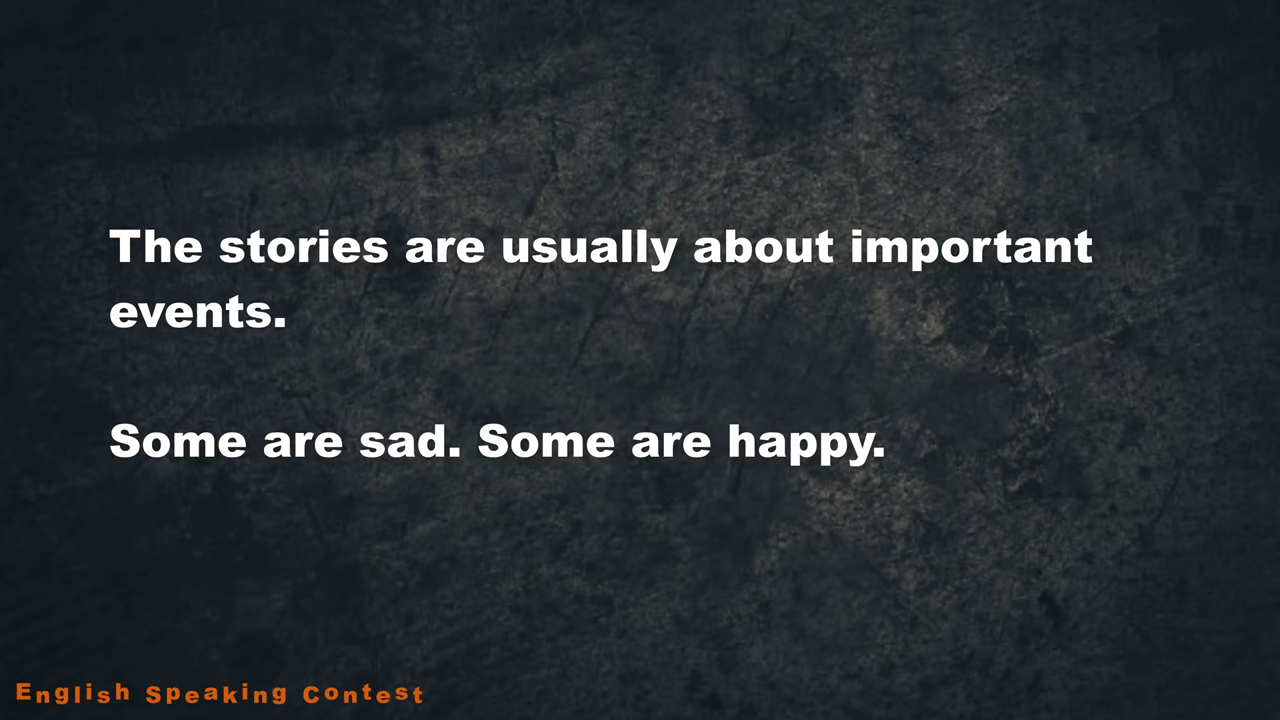 The stories are usually about important
events.
Some are sad. Some are happy.
English Speaking Contest